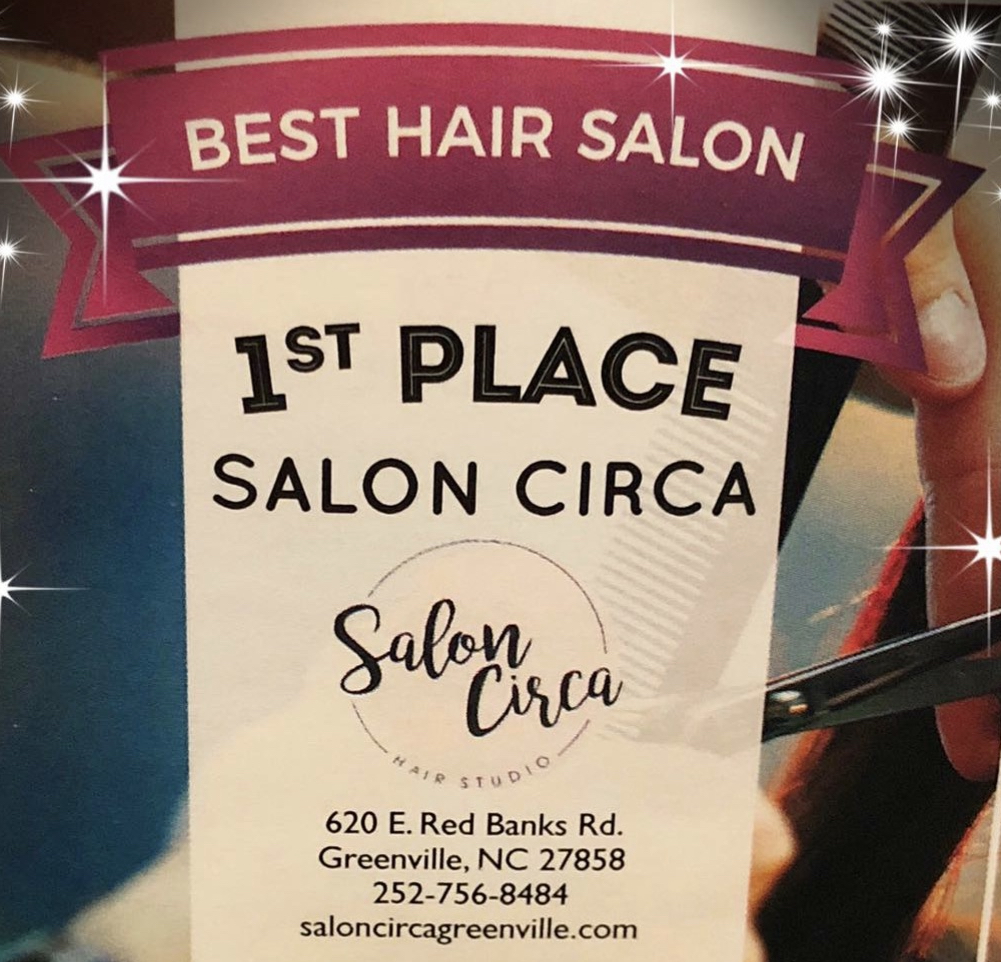 BEST HAIR SALON
1ST PLACE
SALON CIRCA
Salon
Circa
HAIR STUDIO
620 E. Red Banks Rd.
Greenville, NC 27858
252-756-8484
saloncircagreenville.com